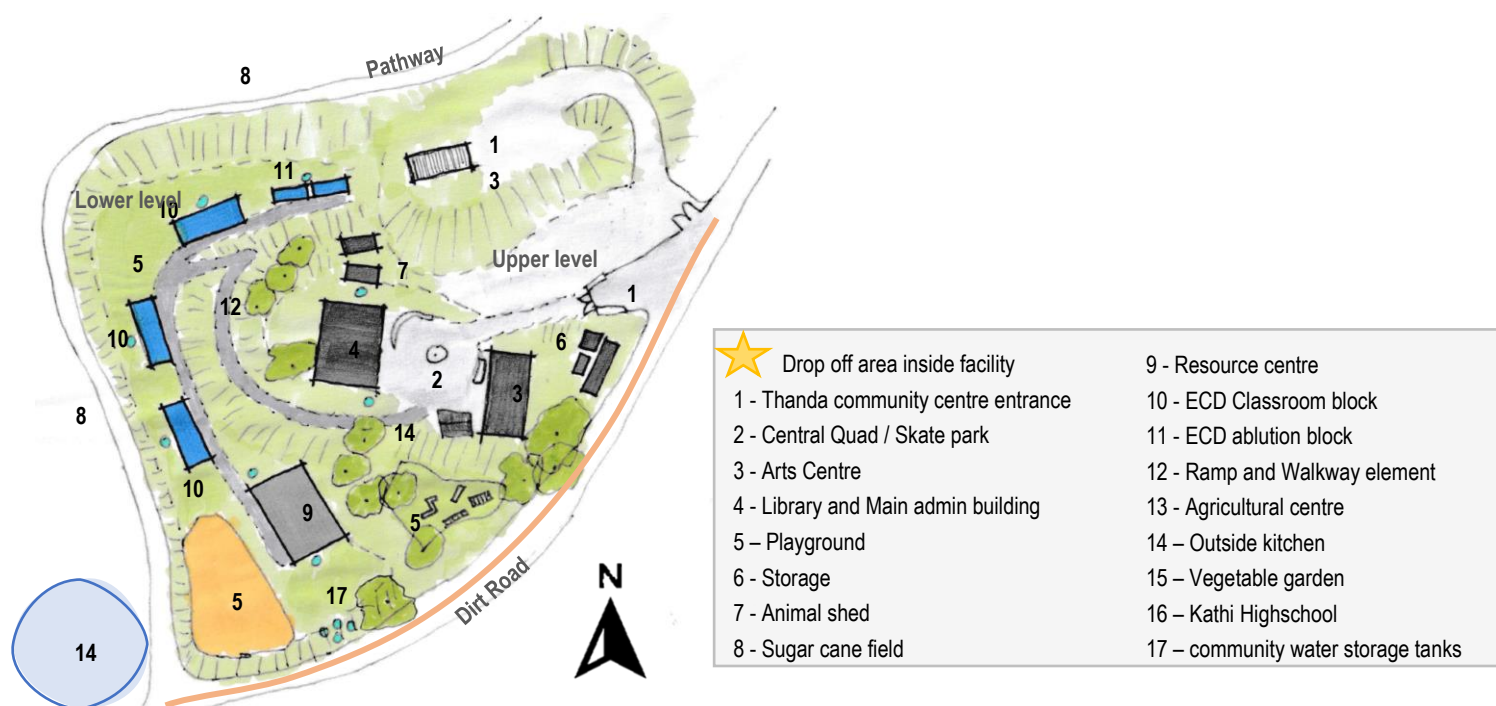 8
Pathway
1
3
11
Lower level
10
5
7
Upper level
12
1
10
4
2
6
3
8
14
10
9
5
5
17
Dirt Road
14
N
Drop off area inside facility
1 - Thanda community centre entrance
2 - Central Quad / Skate park
3 - Arts Centre
4 - Library and Main admin building
5 – Playground
6 - Storage
7 - Animal shed
8 - Sugar cane field
9 - Resource centre
10 - ECD Classroom block
11 - ECD ablution block
12 - Ramp and Walkway element
13 - Agricultural centre
14 – Outside kitchen
15 – Vegetable garden
16 – Kathi Highschool
17 – community water storage tanks